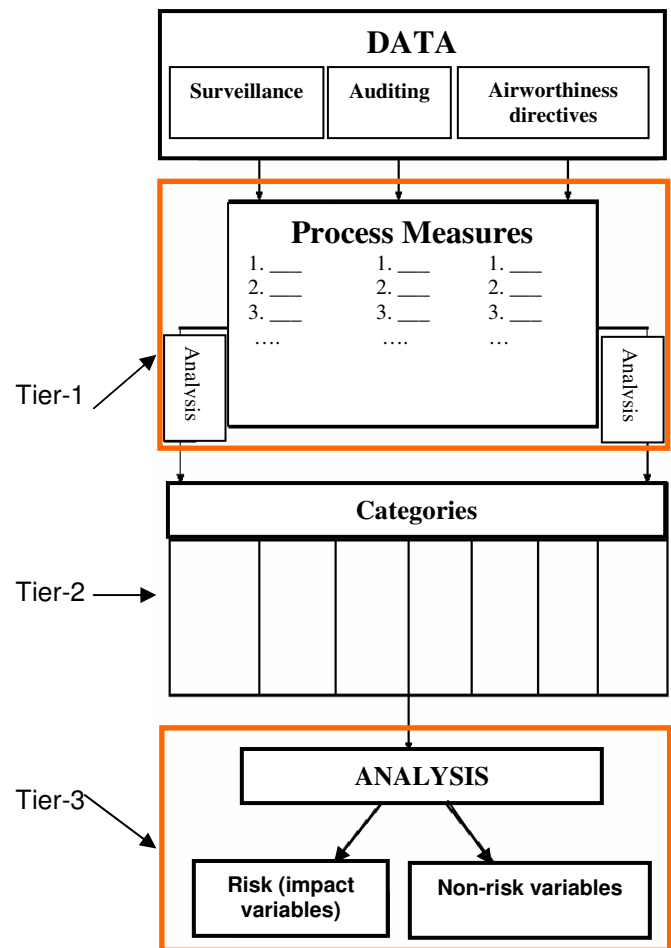 DATA
Surveillance
Auditing
Airworthiness
directives
Process Measures
1. ___ 1. ___ 1. ___
2. ___ 2. ___ 2. ___
3. ___ 3. ___ 3. ___
…. …. …
Analysis
Analysis
Tier-1
Categories
Tier-2
ANALYSIS
Tier-3
Risk (impact
variables)
Non-risk variables